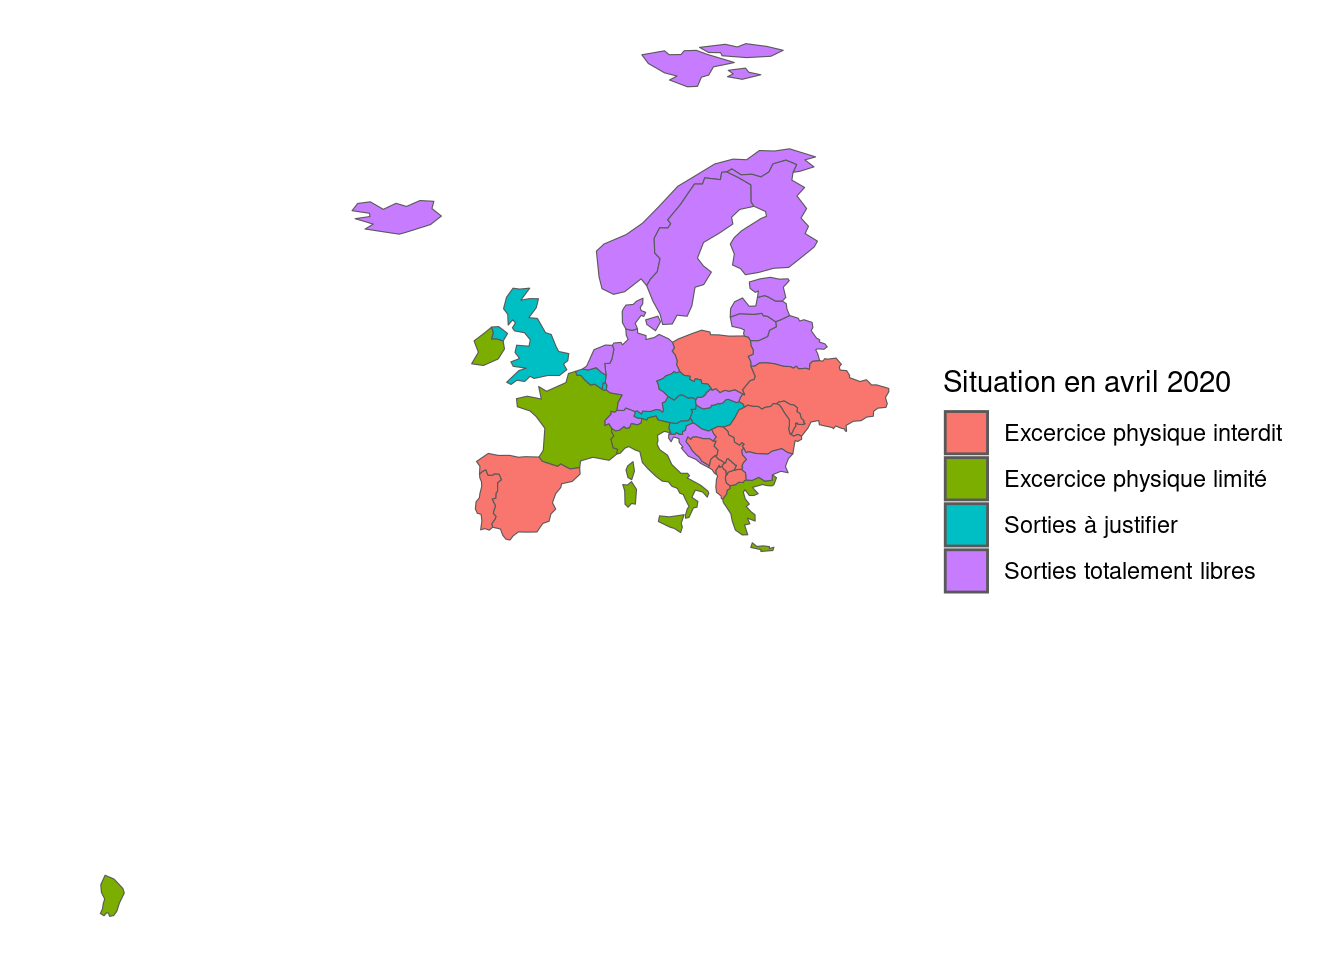 Situation en avril 2020
Excercice physique interdit
Excercice physique limité
Sorties à justifier
Sorties totalement libres